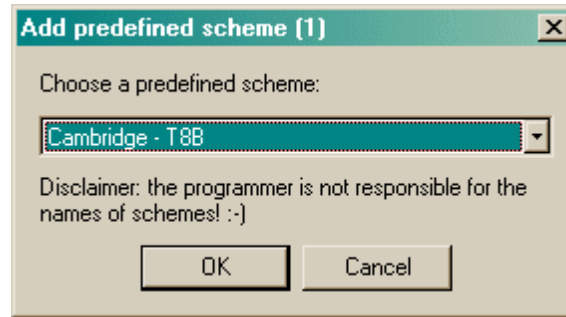 Add predefined scheme (1)
Choose a predefined scheme:
Cambridge - T8B
Disclaimer: the programmer is not responsible for the
names of schemes! :-)
OK
Cancel